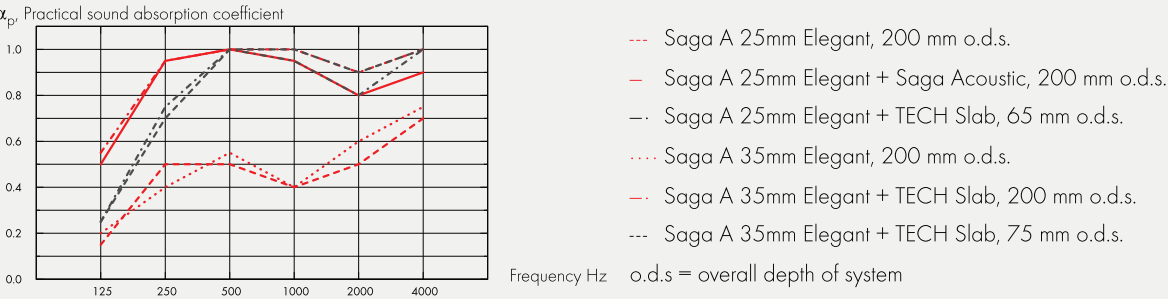 αp, Practical sound absorption coefficient
1.0
0.8
0.6
0.4
0.2
0.0
125 250 500 1000 2000 4000
Frequency Hz
Saga A 25mm Elegant, 200 mm o.d.s.
Saga A 25mm Elegant + Saga Acoustic, 200 mm o.d.s.
Saga A 25mm Elegant + TECH Slab, 65 mm o.d.s.
Saga A 35mm Elegant, 200 mm o.d.s.
Saga A 35mm Elegant + TECH Slab, 200 mm o.d.s.
Saga A 35mm Elegant + TECH Slab, 75 mm o.d.s.
o.d.s = overall depth of system